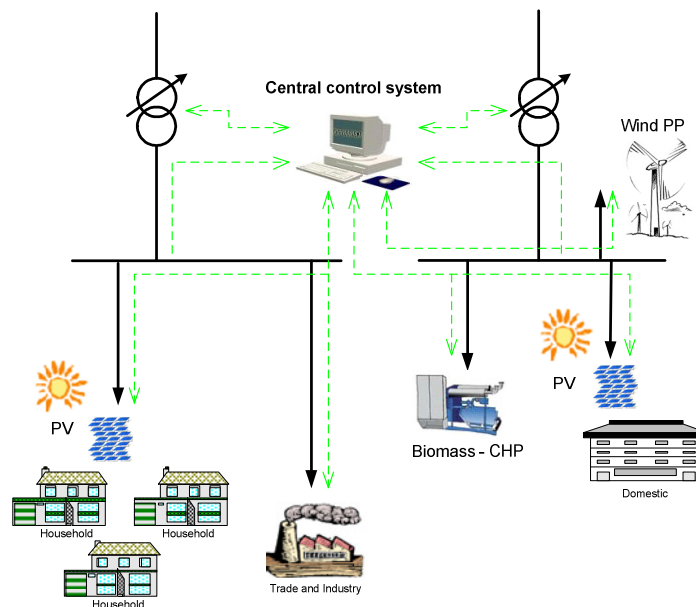 Central control system
Wind PP
PV
PV
Biomass - CHP
Domestic
Household
Household
Trade and Industry
Household